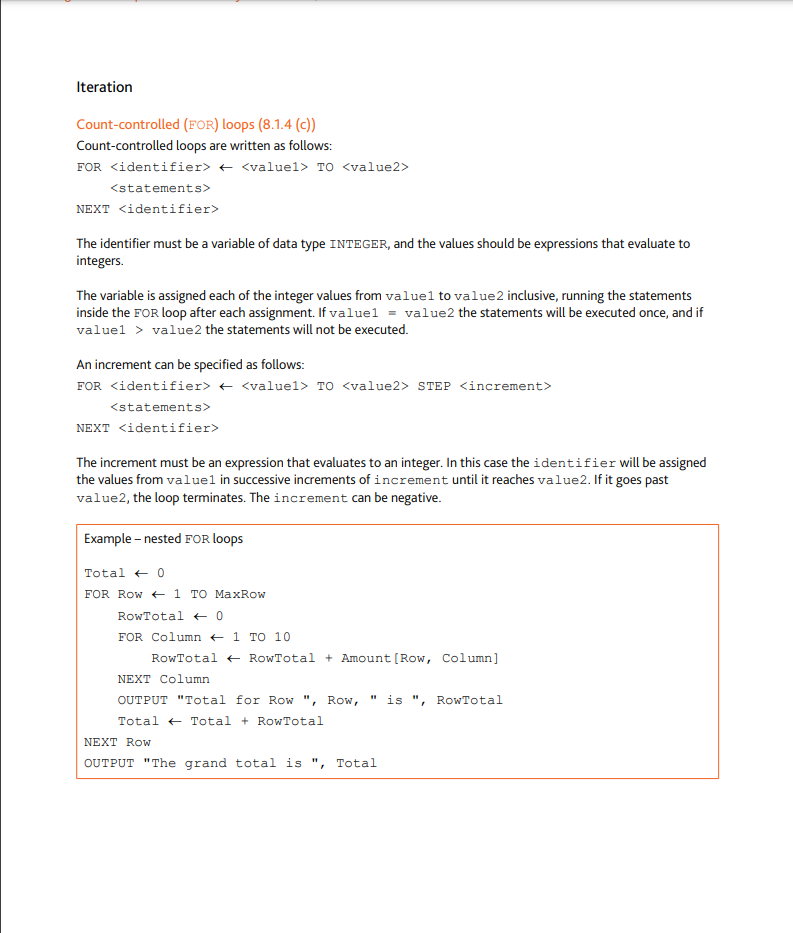 Iteration
Count-controlled (FOR) loops (8.1.4 (c))
Count-controlled loops are written as follows:
FOR <identifier> ← <value1> TO <value2>
<statements>
NEXT <identifier>
The identifier must be a variable of data type INTEGER, and the values should be expressions that evaluate to
integers.
The variable is assigned each of the integer values from value1 to value2 inclusive, running the statements
inside the FOR loop after each assignment. If value1 = value2 the statements will be executed once, and if
value1 > value2 the statements will not be executed.
An increment can be specified as follows:
FOR <identifier> ← <value1> TO <value2> STEP <increment>
<statements>
NEXT <identifier>
The increment must be an expression that evaluates to an integer. In this case the identifier will be assigned
the values from value1 in successive increments of increment until it reaches value2. If it goes past
value2, the loop terminates. The increment can be negative.
Example – nested FOR loops
Total ← 0
FOR Row ← 1 TO MaxRow
RowTotal ← 0
FOR Column ← 1 TO 10
RowTotal ← RowTotal + Amount[Row, Column]
NEXT Column
OUTPUT "Total for Row ", Row, " is ", RowTotal
Total ← Total + RowTotal
NEXT Row
OUTPUT "The grand total is ", Total